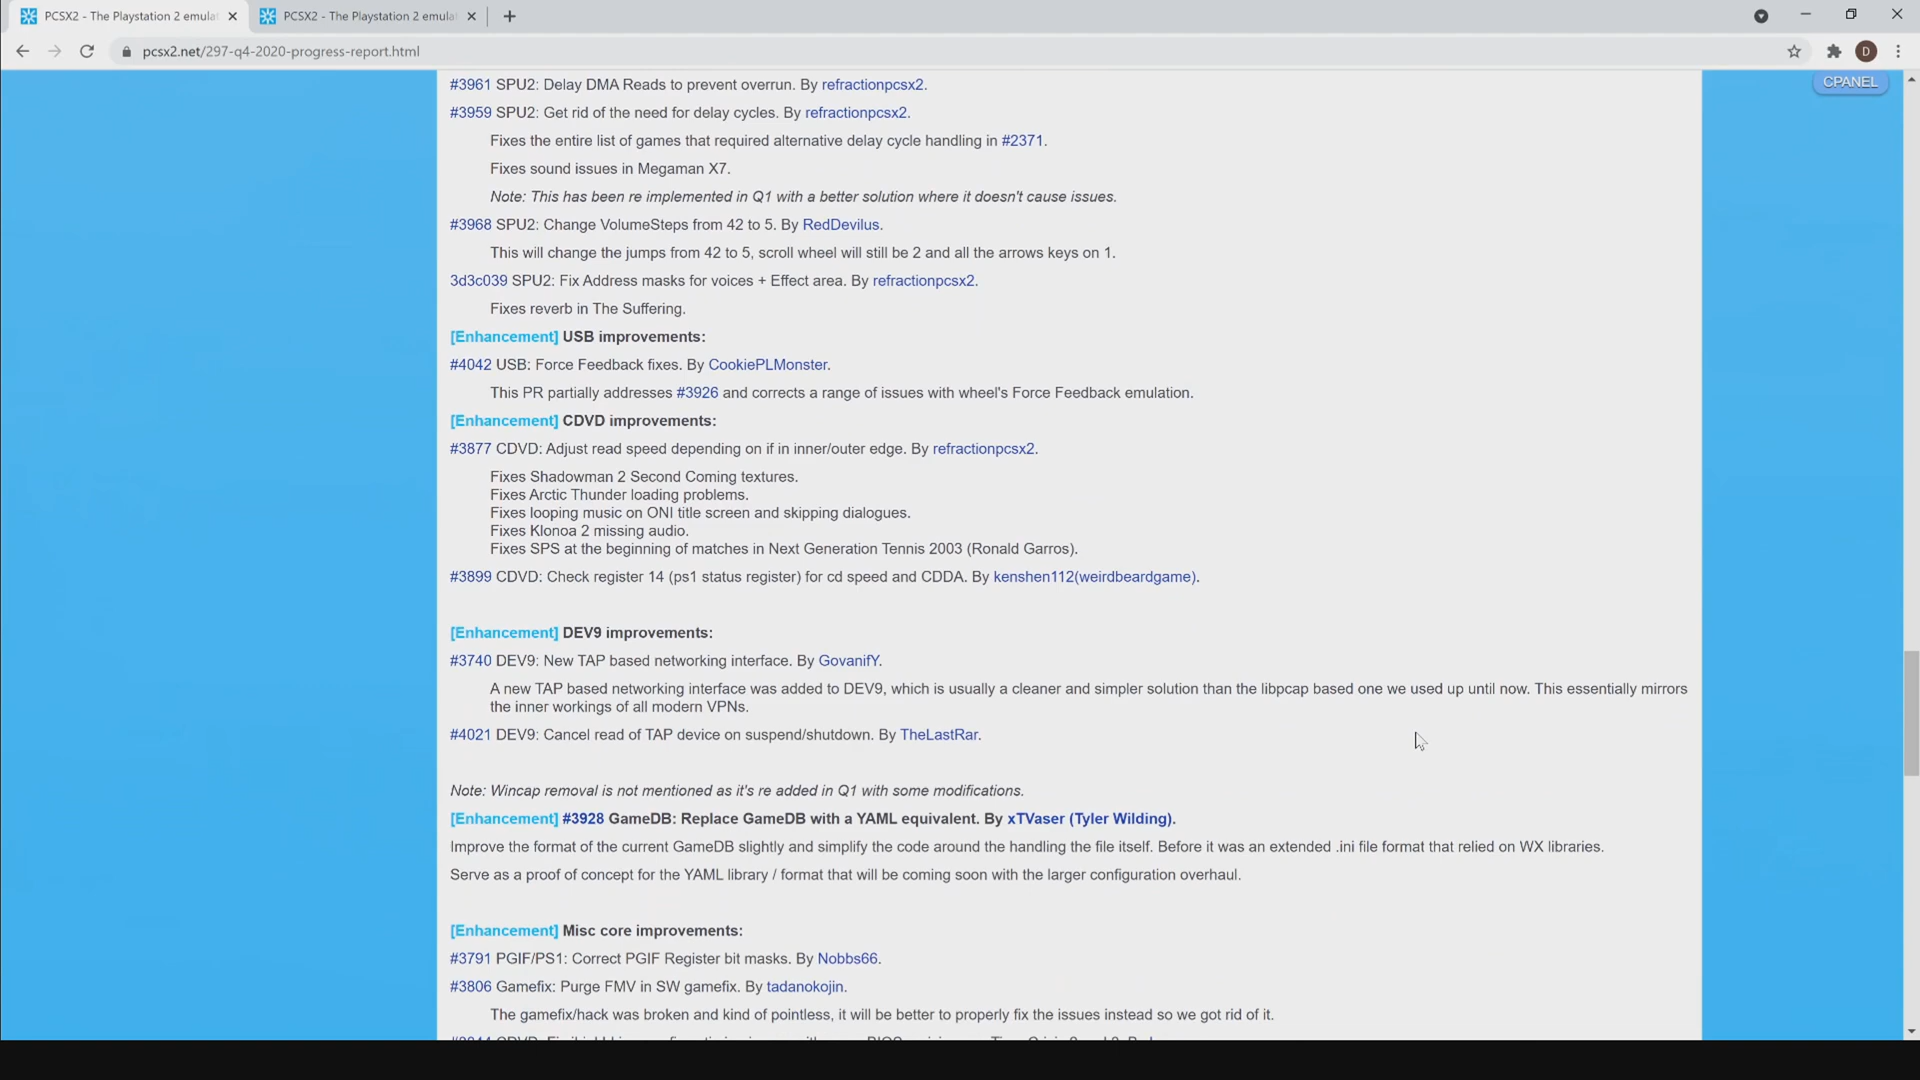 PCSX2 - The Playstation 2 emula
PCSX2 - The Playstation 2 emula
pcsx2.net/297-q4-2020-progress-report.html
D
CPANEL
#3961 SPU2: Delay DMA Reads to prevent overrun. By refractionpcsx2.
#3959 SPU2: Get rid of the need for delay cycles. By refractionpcsx2.
Fixes the entire list of games that required alternative delay cycle handling in #2371.
Fixes sound issues in Megaman X7.
Note: This has been re implemented in Q1 with a better solution where it doesn't cause issues.
#3968 SPU2: Change VolumeSteps from 42 to 5. By RedDevilus.
This will change the jumps from 42 to 5, scroll wheel will still be 2 and all the arrows keys on 1.
3d3c039 SPU2: Fix Address masks for voices + Effect area. By refractionpcsx2.
Fixes reverb in The Suffering.
[Enhancement] USB improvements:
#4042 USB: Force Feedback fixes. By CookiePLMonster.
This PR partially addresses #3926 and corrects a range of issues with wheel's Force Feedback emulation.
[Enhancement] CDVD improvements:
#3877 CDVD: Adjust read speed depending on if in inner/outer edge. By refractionpcsx2.
Fixes Shadowman 2 Second Coming textures.
Fixes Arctic Thunder loading problems.
Fixes looping music on ONI title screen and skipping dialogues.
Fixes Klonoa 2 missing audio.
Fixes SPS at the beginning of matches in Next Generation Tennis 2003 (Ronald Garros).
#3899 CDVD: Check register 14 (ps1 status register) for cd speed and CDDA. By kenshen112(weirdbeardgame).
[Enhancement] DEV9 improvements:
#3740 DEV9: New TAP based networking interface. By GovanifY.
A new TAP based networking interface was added to DEV9, which is usually a cleaner and simpler solution than the libpcap based one we used up until now. This essentially mirrors
the inner workings of all modern VPNs.
#4021 DEV9: Cancel read of TAP device on suspend/shutdown. By TheLastRar.
Note: Wincap removal is not mentioned as it's re added in Q1 with some modifications.
[Enhancement] #3928 GameDB: Replace GameDB with a YAML equivalent. By xTVaser (Tyler Wilding).
Improve the format of the current GameDB slightly and simplify the code around the handling the file itself. Before it was an extended .ini file format that relied on WX libraries.
Serve as a proof of concept for the YAML library / format that will be coming soon with the larger configuration overhaul.
[Enhancement] Misc core improvements:
#3791 PGIF/PS1: Correct PGIF Register bit masks. By Nobbs66.
#3806 Gamefix: Purge FMV in SW gamefix. By tadanokojin.
The gamefix/hack was broken and kind of pointless, it will be better to properly fix the issues instead so we got rid of it.